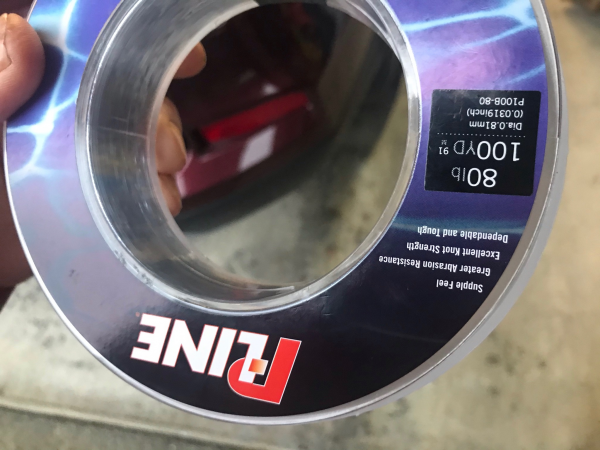 P-LINE®
Supple Feel
Greater Abrasion Resistance
Excellent Knot Strength
Dependable and Tough
80lb
100YD 91M
Dia.0.81mm
(0.0319inch)
P100B-80